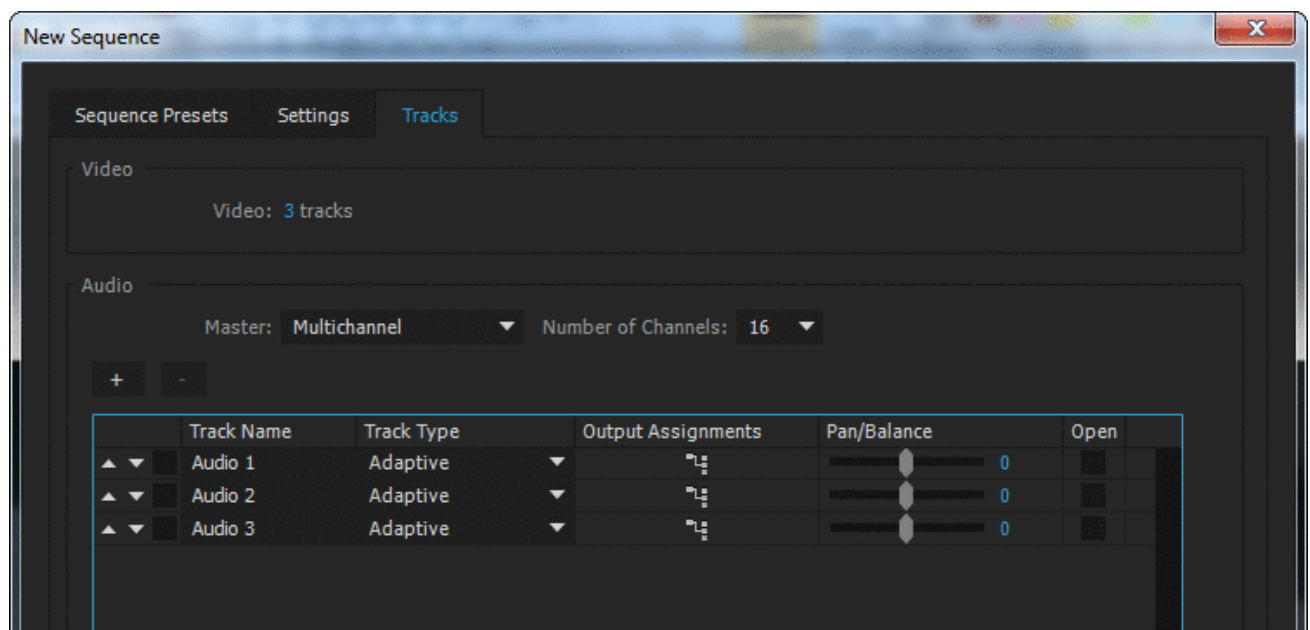 New Sequence
Sequence Presets Settings Tracks
Video
Video: 3 tracks
Audio
Master: Multichannel Number of Channels: 16
+ -
Track Name Track Type Output Assignments Pan/Balance Open
Audio 1 Adaptive 0
Audio 2 Adaptive 0
Audio 3 Adaptive 0